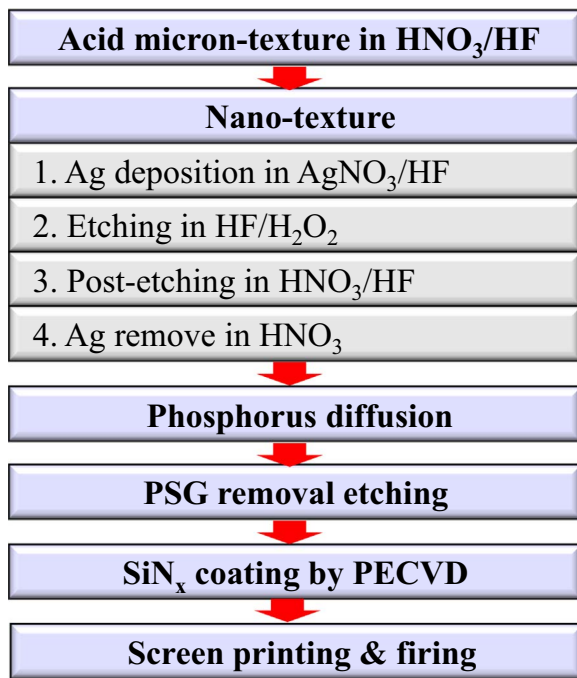 Acid micron-texture in HNO₃/HF
Nano-texture
1. Ag deposition in AgNO₃/HF
2. Etching in HF/H₂O₂
3. Post-etching in HNO₃/HF
4. Ag remove in HNO₃
Phosphorus diffusion
PSG removal etching
SiNₓ coating by PECVD
Screen printing & firing